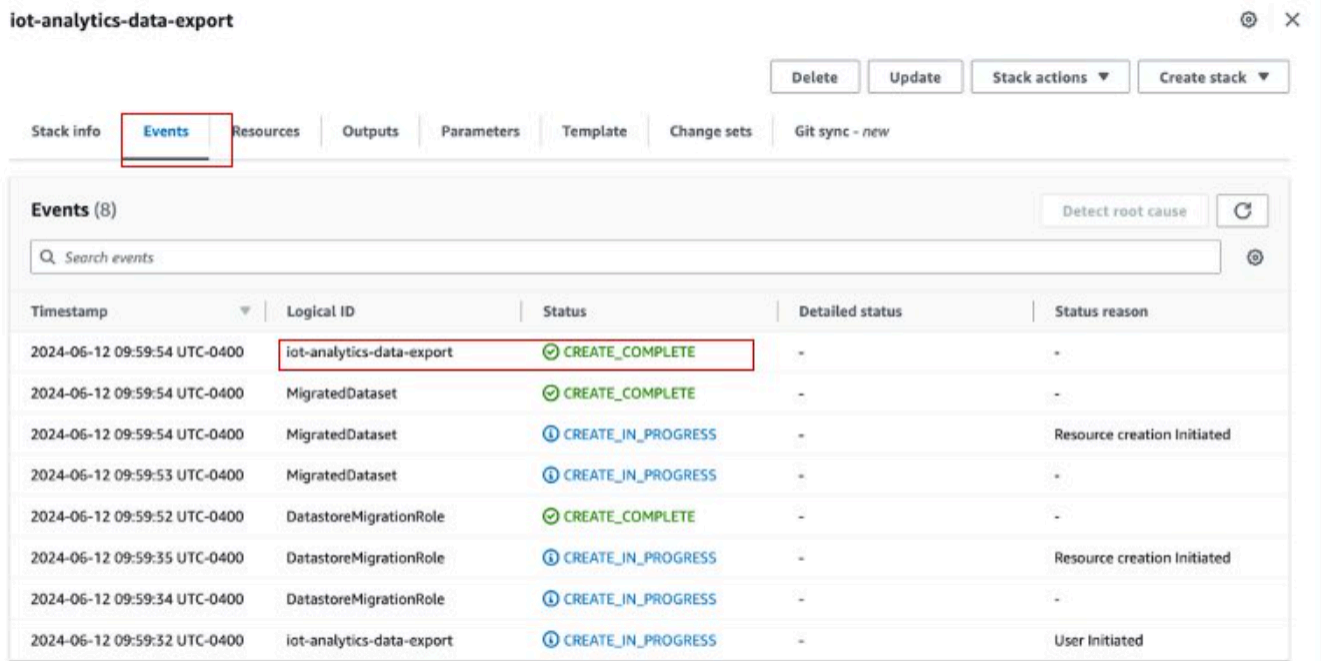 iot-analytics-data-export
Delete Update Stack actions Create stack
Stack info Events Resources Outputs Parameters Template Change sets Git sync - new
Events (8) Detect root cause
Search events
Timestamp Logical ID Status Detailed status Status reason
2024-06-12 09:59:54 UTC-0400 iot-analytics-data-export CREATE_COMPLETE - -
2024-06-12 09:59:54 UTC-0400 MigratedDataset CREATE_COMPLETE - -
2024-06-12 09:59:54 UTC-0400 MigratedDataset CREATE_IN_PROGRESS - Resource creation Initiated
2024-06-12 09:59:53 UTC-0400 MigratedDataset CREATE_IN_PROGRESS - -
2024-06-12 09:59:52 UTC-0400 DatastoreMigrationRole CREATE_COMPLETE - -
2024-06-12 09:59:35 UTC-0400 DatastoreMigrationRole CREATE_IN_PROGRESS - Resource creation Initiated
2024-06-12 09:59:34 UTC-0400 DatastoreMigrationRole CREATE_IN_PROGRESS - -
2024-06-12 09:59:32 UTC-0400 iot-analytics-data-export CREATE_IN_PROGRESS - User Initiated